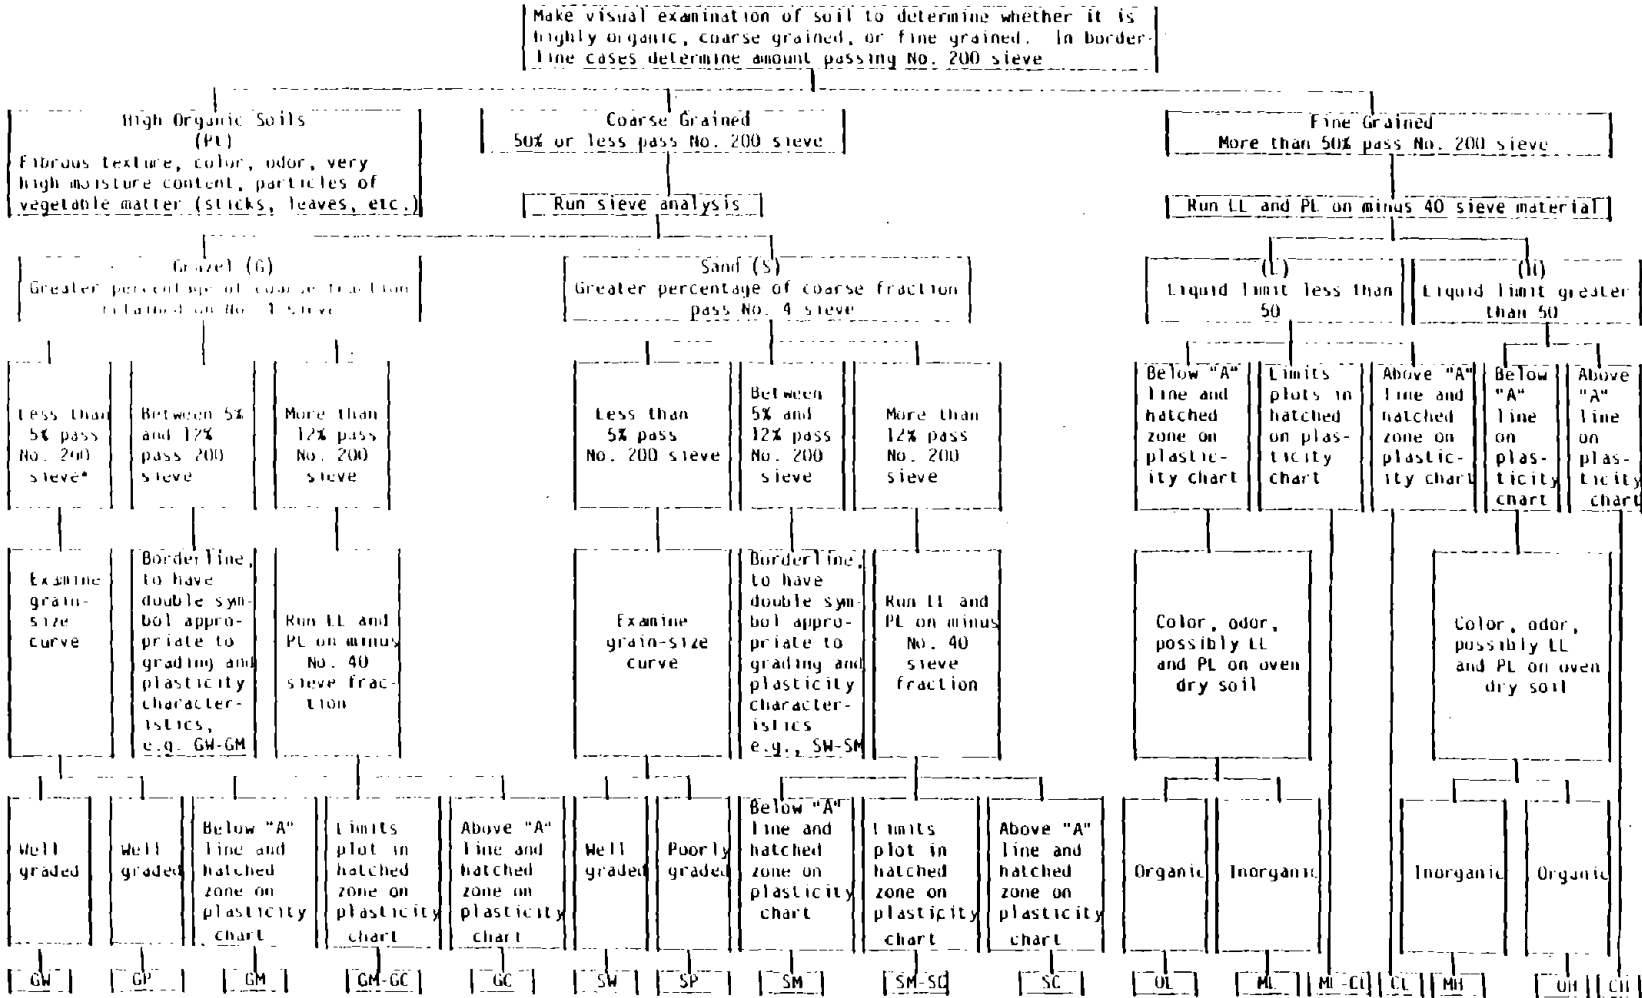 Make visual examination of soil to determine whether it is
highly organic, coarse grained, or fine grained. In border-
line cases determine amount passing No. 200 sieve
High Organic Soils
(Pt)
Fibrous texture, color, odor, very
high moisture content, particles of
vegetable matter (sticks, leaves, etc.)
Coarse Grained
50% or less pass No. 200 sieve
Fine Grained
More than 50% pass No. 200 sieve
Run sieve analysis
Run LL and PL on minus 40 sieve material
Gravel (G)
Greater percentage of coarse fraction
retained on No. 4 sieve
Sand (S)
Greater percentage of coarse fraction
pass No. 4 sieve
(L)
Liquid limit less than
50
(H)
Liquid limit greater
than 50
Less than
5% pass
No. 200
sieve*
Between 5%
and 12%
pass 200
sieve
More than
12% pass
No. 200
sieve
Less than
5% pass
No. 200 sieve
Between
5% and
12% pass
No. 200
sieve
More than
12% pass
No. 200
sieve
Below "A"
line and
hatched
zone on
plastic-
ity chart
Limits
plots in
hatched
on plas-
ticity
chart
Above "A"
line and
hatched
zone on
plastic-
ity chart
Below
"A"
line
on
plas-
ticity
chart
Above
"A"
line
on
plas-
ticity
chart
Examine
grain-
size
curve
Borderline,
to have
double sym-
bol appro-
priate to
grading and
plasticity
character-
istics,
e.g. GW-GM
Run LL and
PL on minus
No. 40
sieve frac-
tion
Examine
grain-size
curve
Borderline,
to have
double sym-
bol appro-
priate to
grading and
plasticity
character-
istics
e.g., SW-SM
Run LL and
PL on minus
No. 40
sieve
fraction
Color, odor,
possibly LL
and PL on oven
dry soil
Color, odor,
possibly LL
and PL on oven
dry soil
Well
graded
Well
graded
Below "A"
line and
hatched
zone on
plasticity
chart
Limits
plot in
hatched
zone on
plasticity
chart
Above "A"
line and
hatched
zone on
plasticity
chart
Well
graded
Poorly
graded
Below "A"
line and
hatched
zone on
plasticity
chart
Limits
plot in
hatched
zone on
plasticity
chart
Above "A"
line and
hatched
zone on
plasticity
chart
Organic
Inorganic
Inorganic
Organic
GW
GP
GM
GM-GC
GC
SW
SP
SM
SM-SC
SC
OL
ML
ML-CL
CL
MH
OH
CH